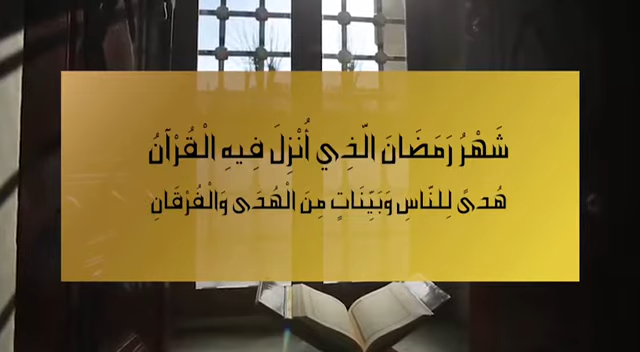 شَهْرُ رَمَضَانَ الَّذِي أُنْزِلَ فِيهِ الْقُرْآنُ
هُدىً لِلنَّاسِ وَبَيِّنَاتٍ مِنَ الْهُدَى وَالْفُرْقَانِ